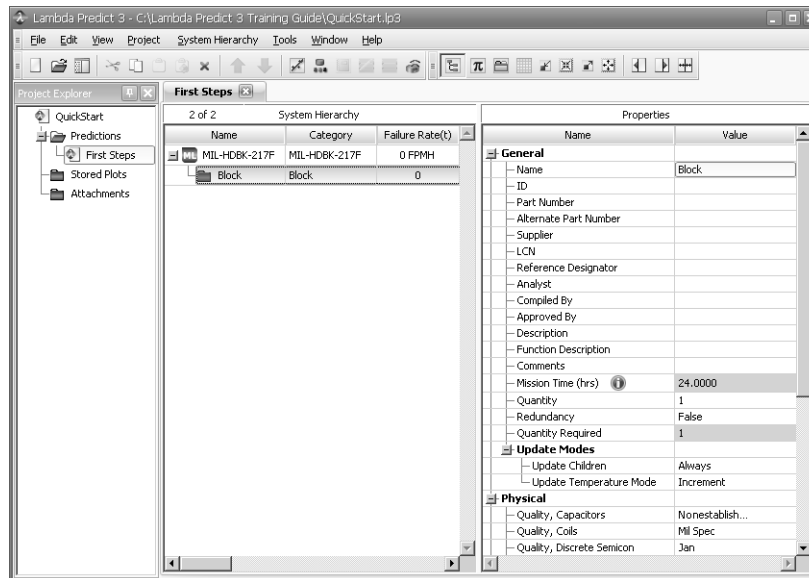 Lambda Predict 3 - C:\Lambda Predict 3 Training Guide\QuickStart.lp3
File Edit View Project System Hierarchy Tools Window Help
Project Explorer
QuickStart
Predictions
First Steps
Stored Plots
Attachments
First Steps
2 of 2 System Hierarchy
Name Category Failure Rate(t)
MIL-HDBK-217F MIL-HDBK-217F 0 FPMH
Block Block 0
Properties
Name Value
General
Name Block
ID
Part Number
Alternate Part Number
Supplier
LCN
Reference Designator
Analyst
Compiled By
Approved By
Description
Function Description
Comments
Mission Time (hrs) 24.0000
Quantity 1
Redundancy False
Quantity Required 1
Update Modes
Update Children Always
Update Temperature Mode Increment
Physical
Quality, Capacitors Nonestablish...
Quality, Coils Mil Spec
Quality, Discrete Semicon Jan